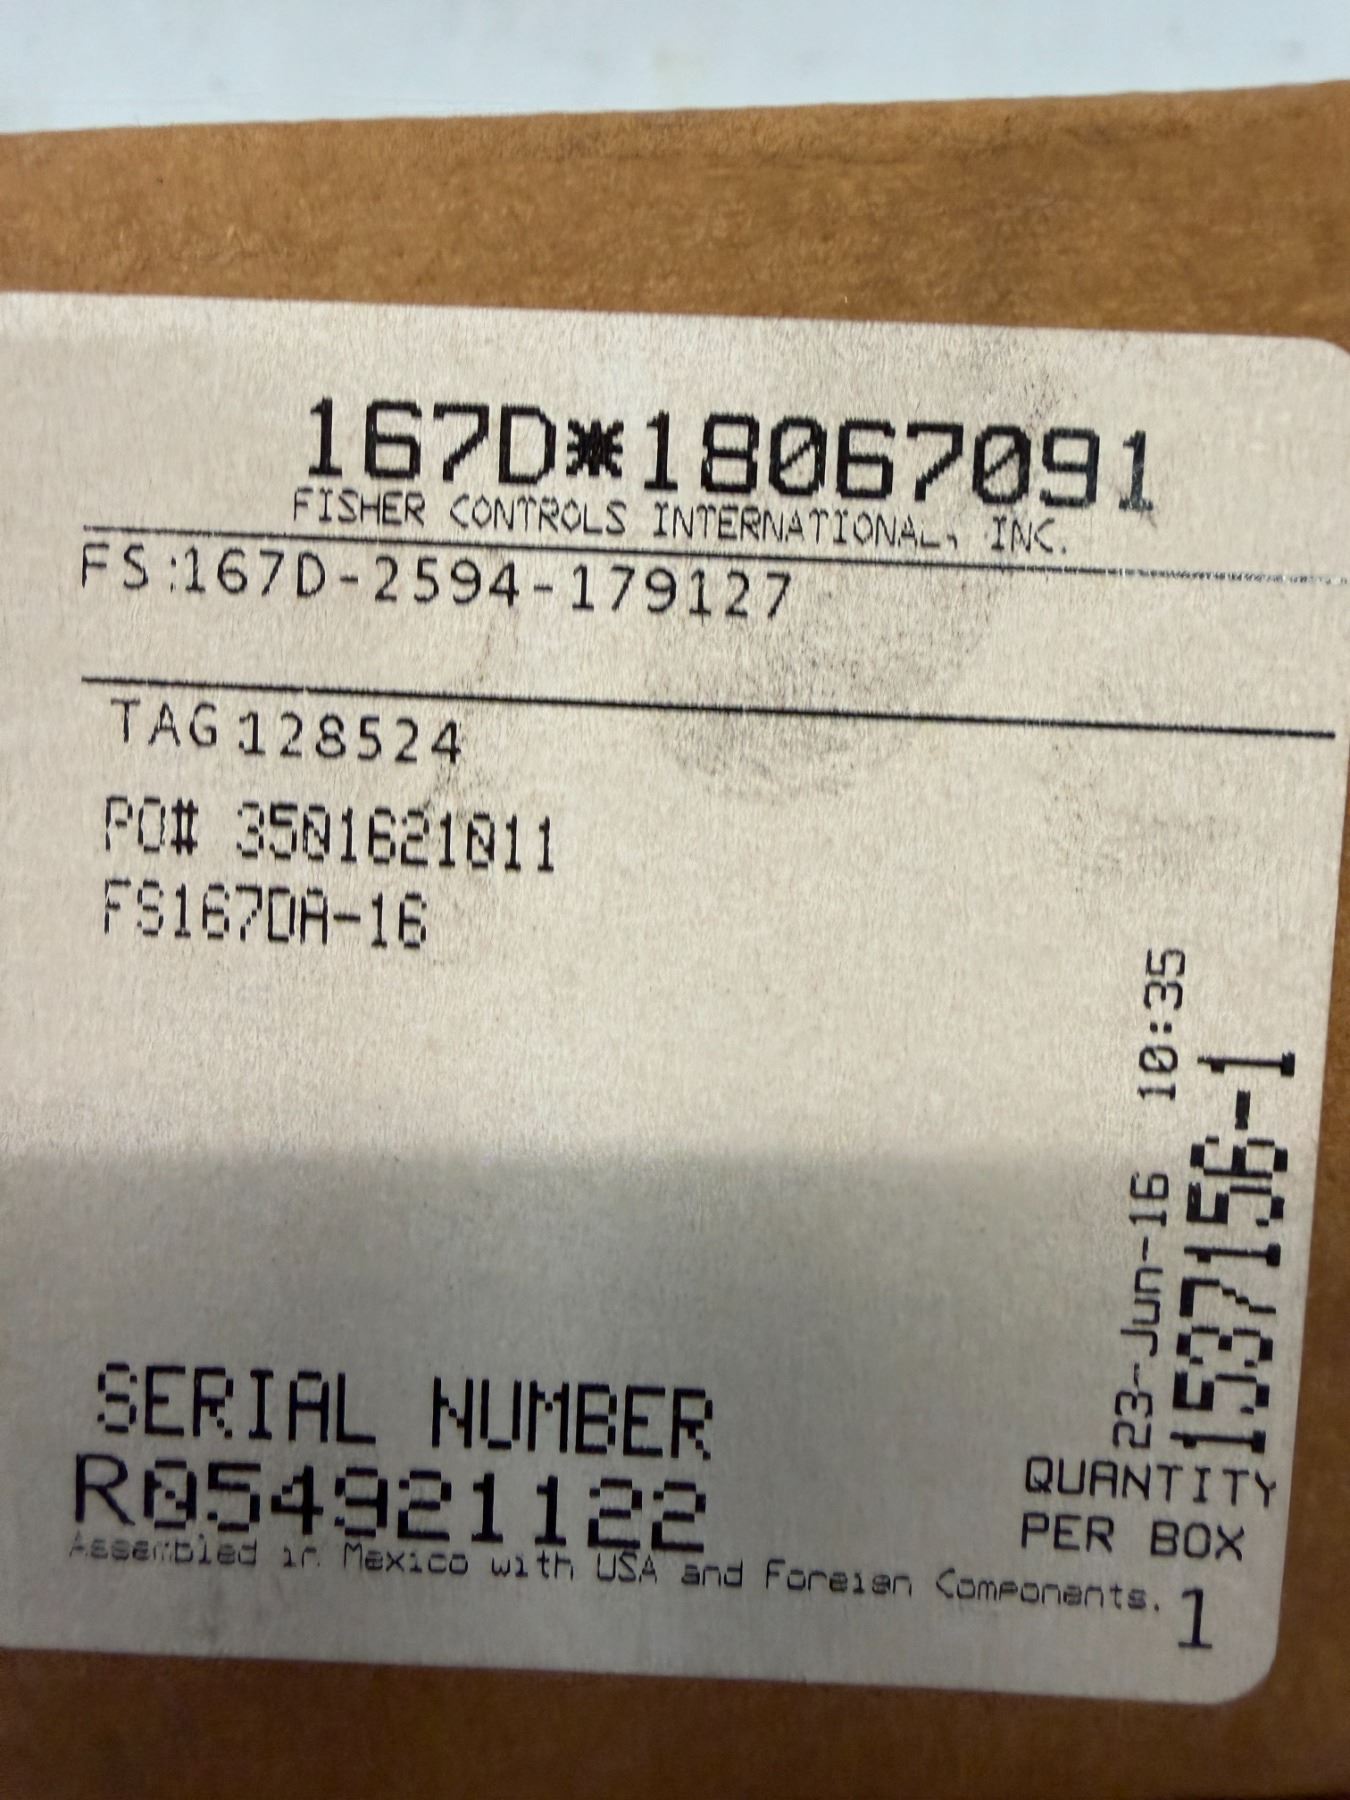 167D*18067091
FISHER CONTROLS INTERNATIONAL, INC.
FS:167D-2594-179127
TAG 128524
PO# 3501621011
FS167DA-16
23-Jun-16 10:35
1537156-1
SERIAL NUMBER
R054921122
QUANTITY
PER BOX
1
Assembled in Mexico with USA and Foreign Components.